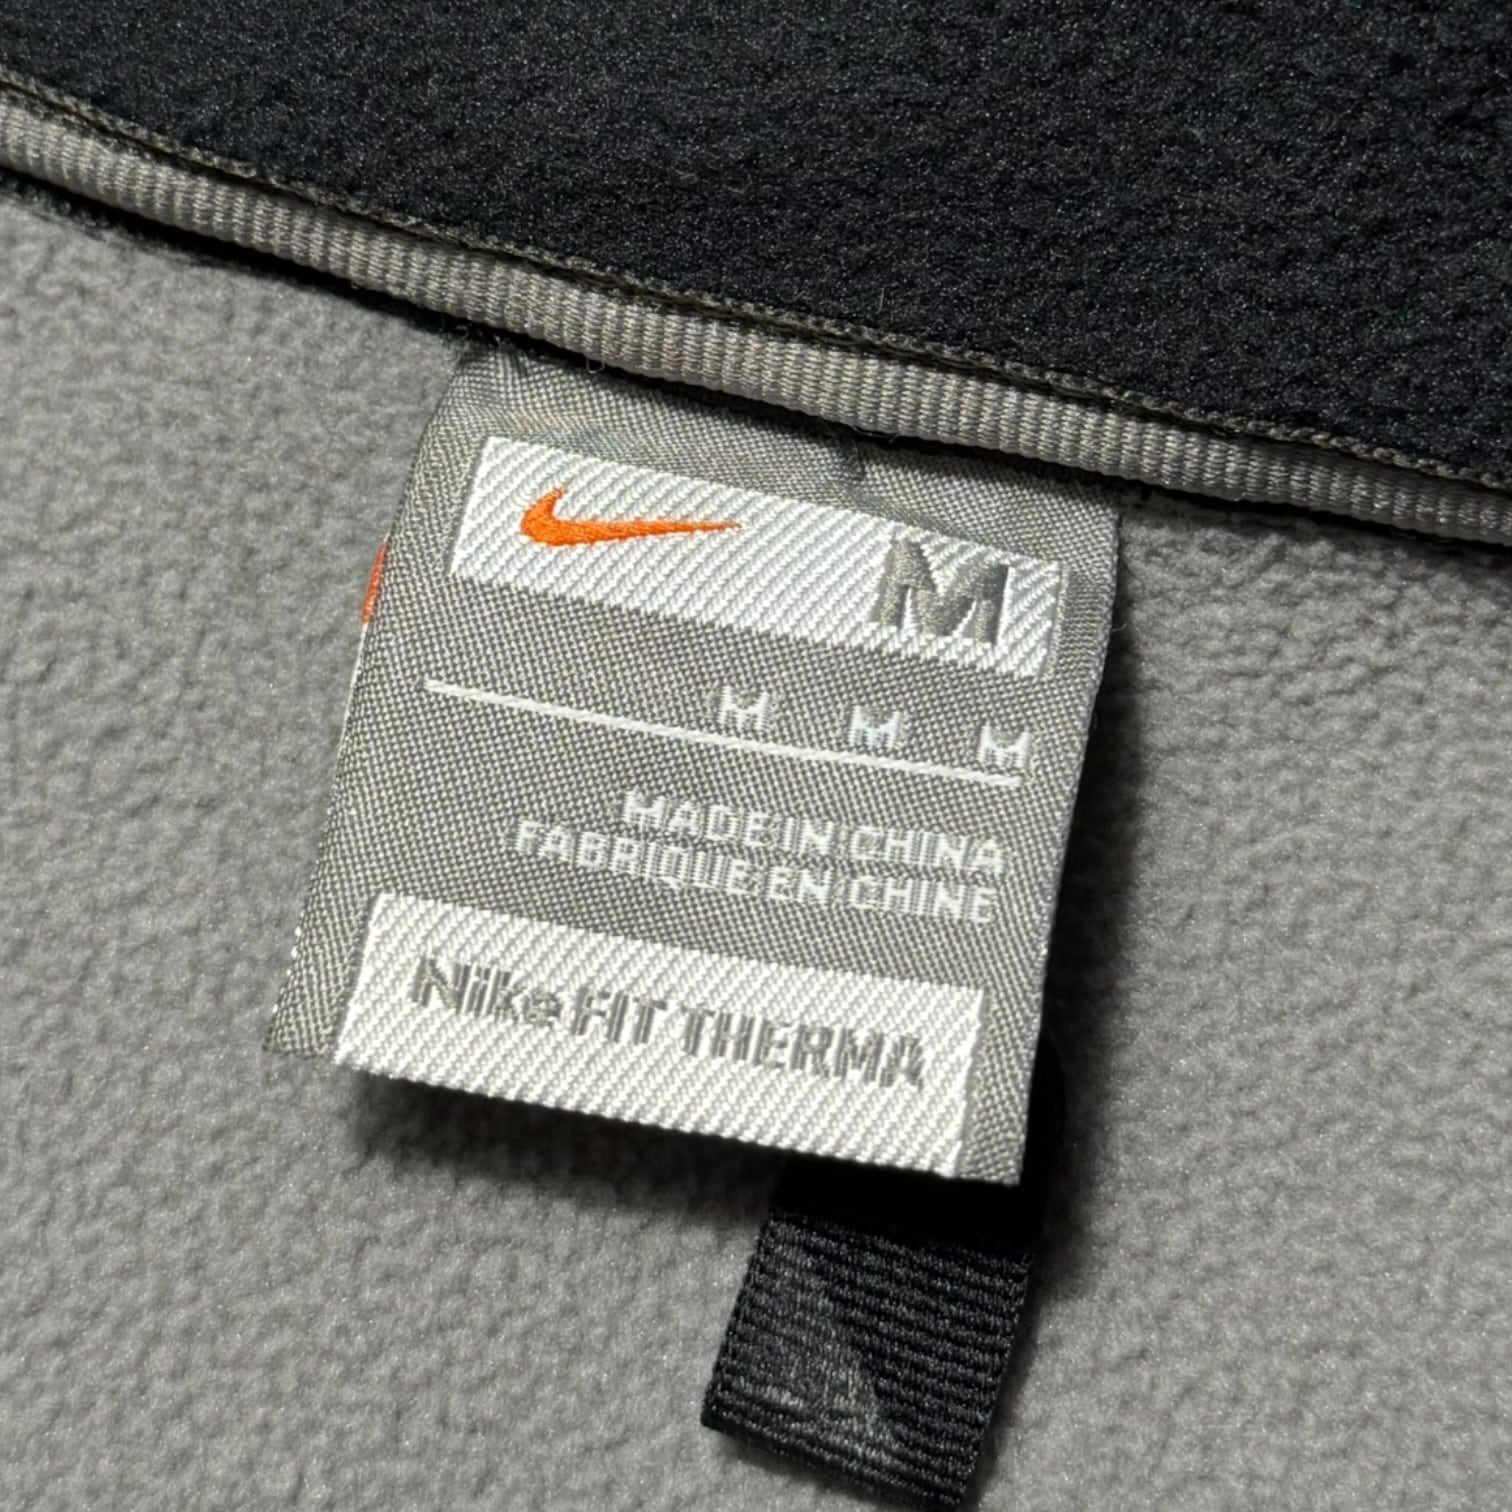 M
M M M
MADE IN CHINA
FABRIQUE EN CHINE
Nike FIT THERMA